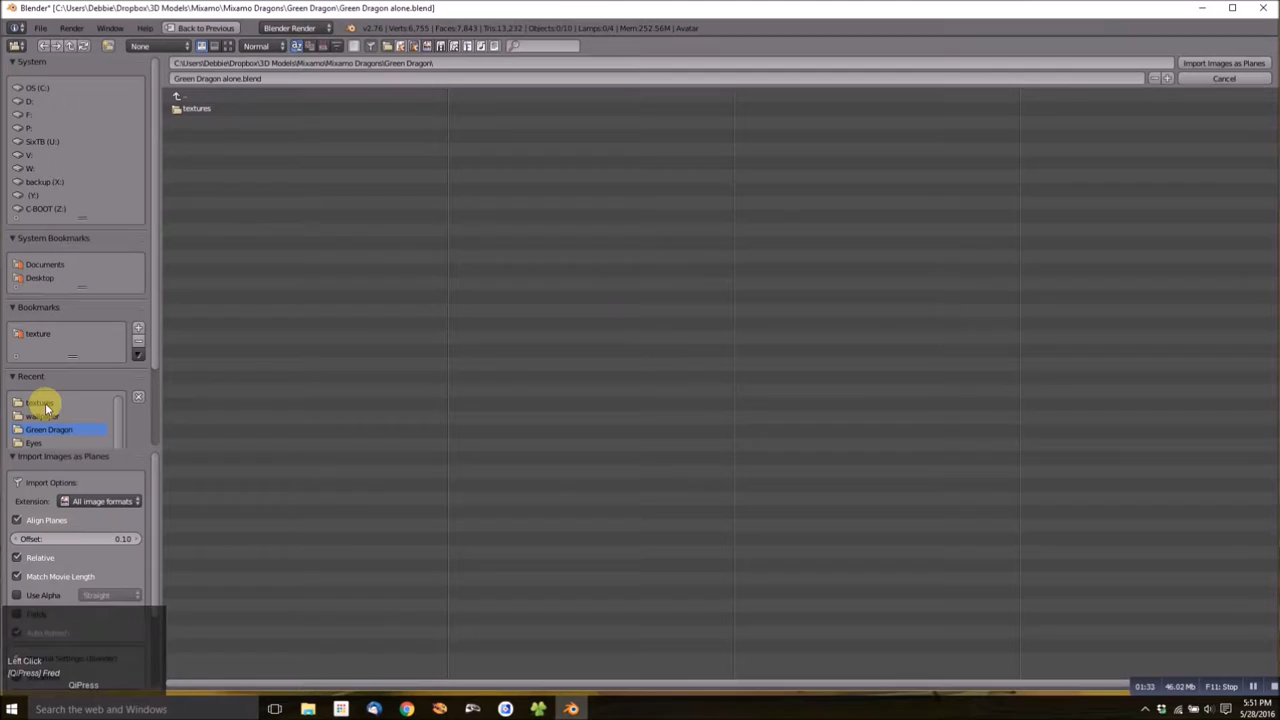 Blender* [C:\Users\Debbie\Dropbox\3D Models\Mixamo\Mixamo Dragons\Green Dragon\Green Dragon alone.blend]
File Render Window Help Back to Previous Blender Render v2.76 | Verts:6,755 | Faces:7,843 | Tris:13,232 | Objects:0/10 | Lamps:0/4 | Mem:252.56M | Avatar
None Normal
System
C:\Users\Debbie\Dropbox\3D Models\Mixamo\Mixamo Dragons\Green Dragon\ Import Images as Planes
Green Dragon alone.blend Cancel
..
textures
OS (C:)
D:
F:
P:
SixTB (U:)
V:
W:
backup (X:)
(Y:)
C-BOOT (Z:)
System Bookmarks
Documents
Desktop
Bookmarks
texture
Recent
textures
wallpaper
Green Dragon
Eyes
Import Images as Planes
Import Options:
Extension: All image formats
Align Planes
Offset: 0.10
Relative
Match Movie Length
Use Alpha Straight
Fields
Auto Refresh
Left Click
[QiPress] Fred
QiPress
01:33 46.02 Mb F11: Stop
Search the web and Windows
5:51 PM
5/28/2016